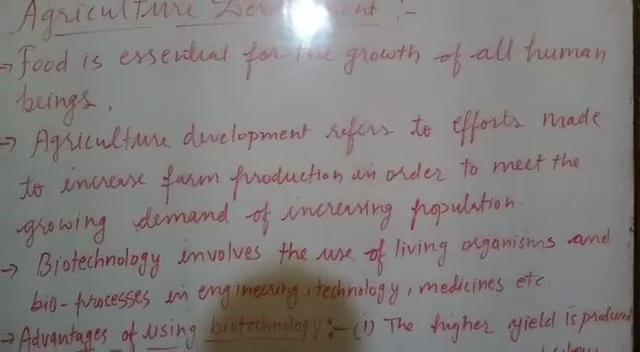 Agriculture Development :-
→ Food is essential for the growth of all human
beings.
→ Agriculture development refers to efforts made
to increase farm production in order to meet the
growing demand of increasing population.
→ Biotechnology involves the use of living organisms and
bio-processes in engineering, technology, medicines etc.
→ Advantages of using biotechnology :- (i) The higher yield is produced